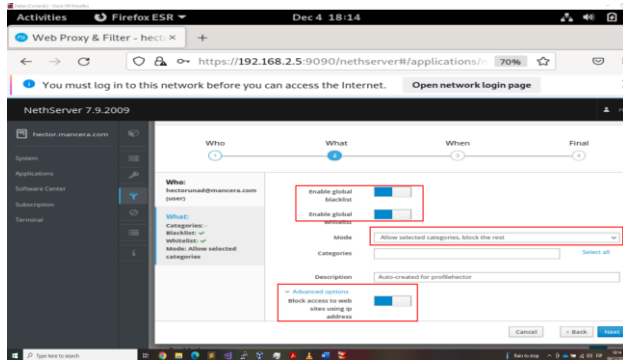 Activities Firefox ESR Dec 4 18:14
Web Proxy & Filter - hect × +
https://192.168.2.5:9090/nethserver#/applications/n 70%
You must log in to this network before you can access the Internet. Open network login page
NethServer 7.9.2009
hector.mancera.com
System
Applications
Software Center
Subscription
Terminal
Who What When Final
1 2 3 4
Who:
hectorunad@mancera.com
(user)
What:
Categories: -
Blacklist: ✓
Whitelist: ✓
Mode: Allow selected
categories
Enable global
blacklist
Enable global
whitelist
Mode Allow selected categories, block the rest
Categories Select all
Description Auto-created for profilehector
Advanced options
Block access to web
sites using ip
address
Cancel < Back Next
Type here to search